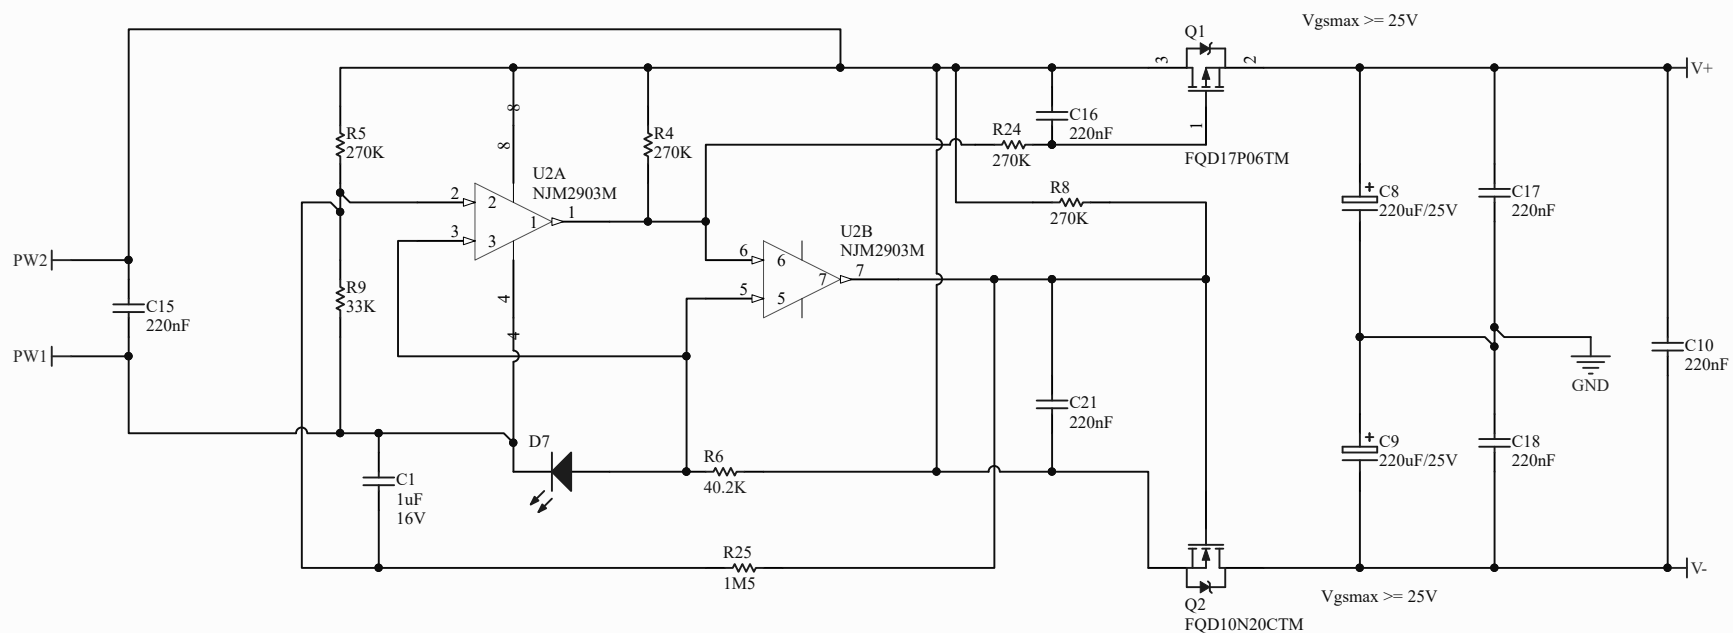 Vgsmax >= 25V
Q1
3
2
V+
8
C16
220nF
R5
270K
R4
270K
R24
270K
1
8
FQD17P06TM
U2A
NJM2903M
R8
270K
C8
220uF/25V
C17
220nF
2
2
1
1
3
3
U2B
NJM2903M
6
6
7
7
5
5
PW2
R9
33K
4
C15
220nF
4
PW1
C10
220nF
GND
C21
220nF
D7
R6
40.2K
C9
220uF/25V
C18
220nF
C1
1uF
16V
R25
1M5
V-
Vgsmax >= 25V
Q2
FQD10N20CTM